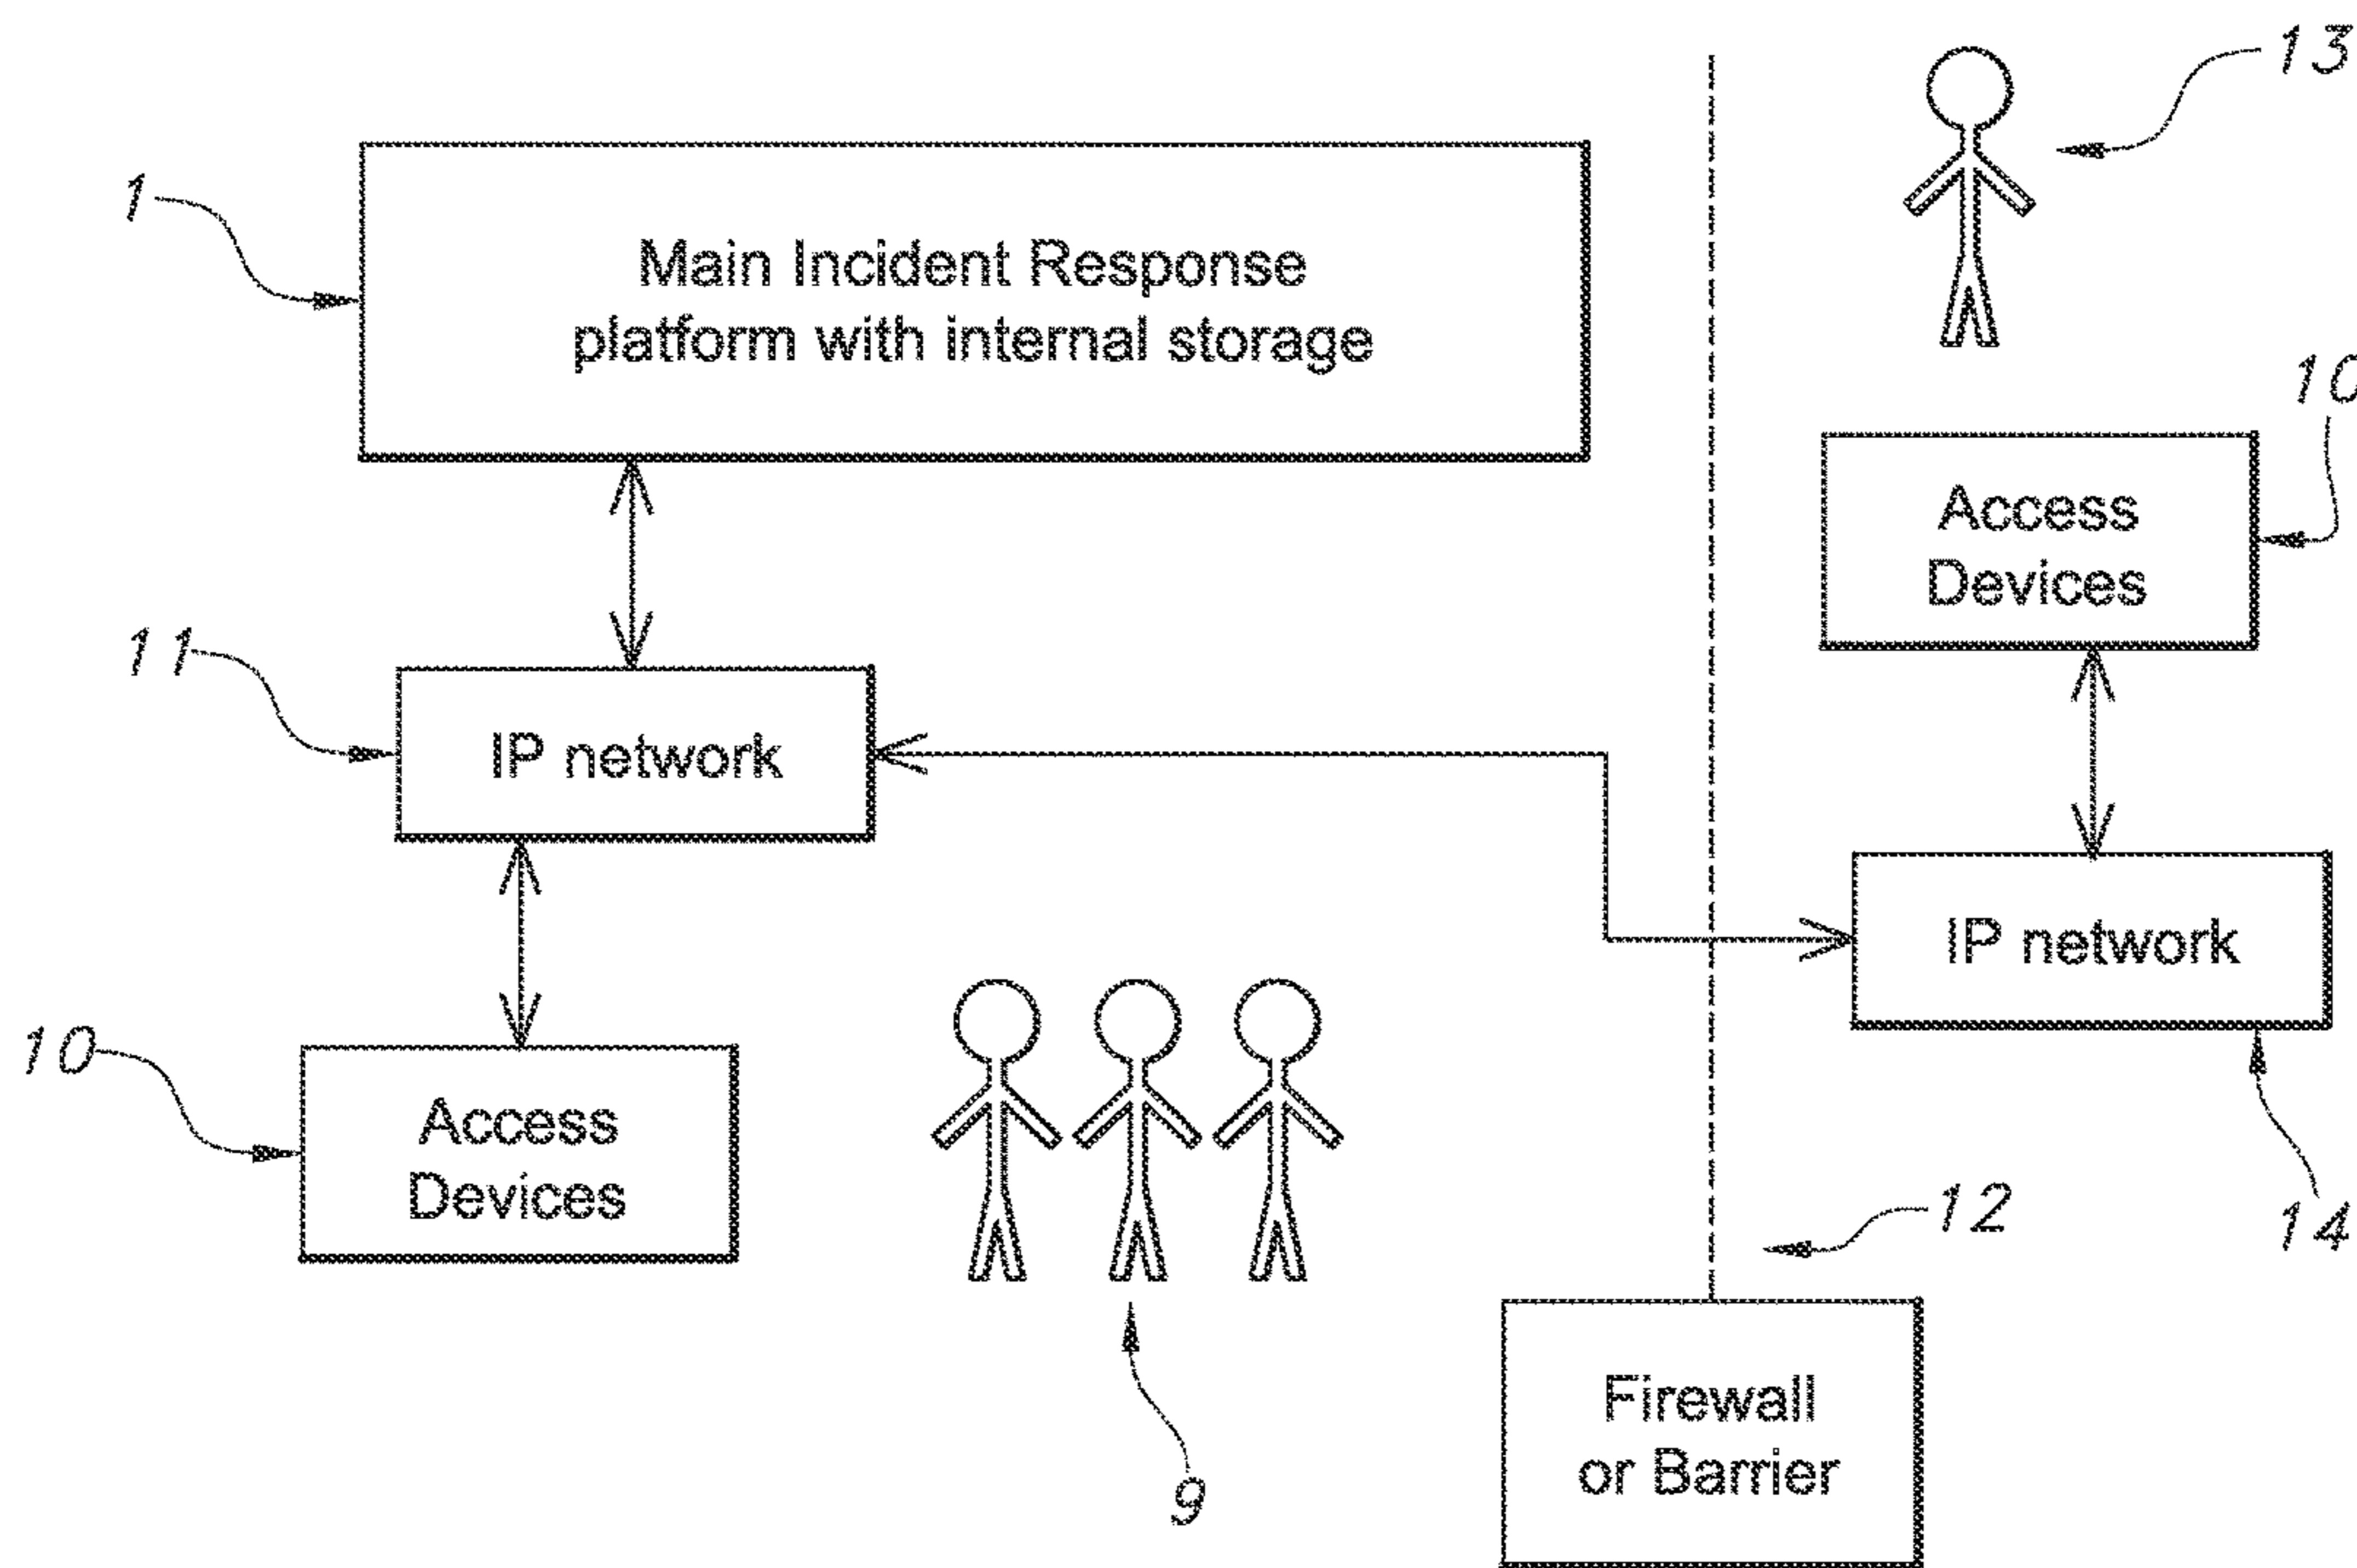 13
1
Main Incident Response
platform with internal storage
10
Access
Devices
11
IP network
IP network
10
Access
Devices
12
14
Firewall
or Barrier
9